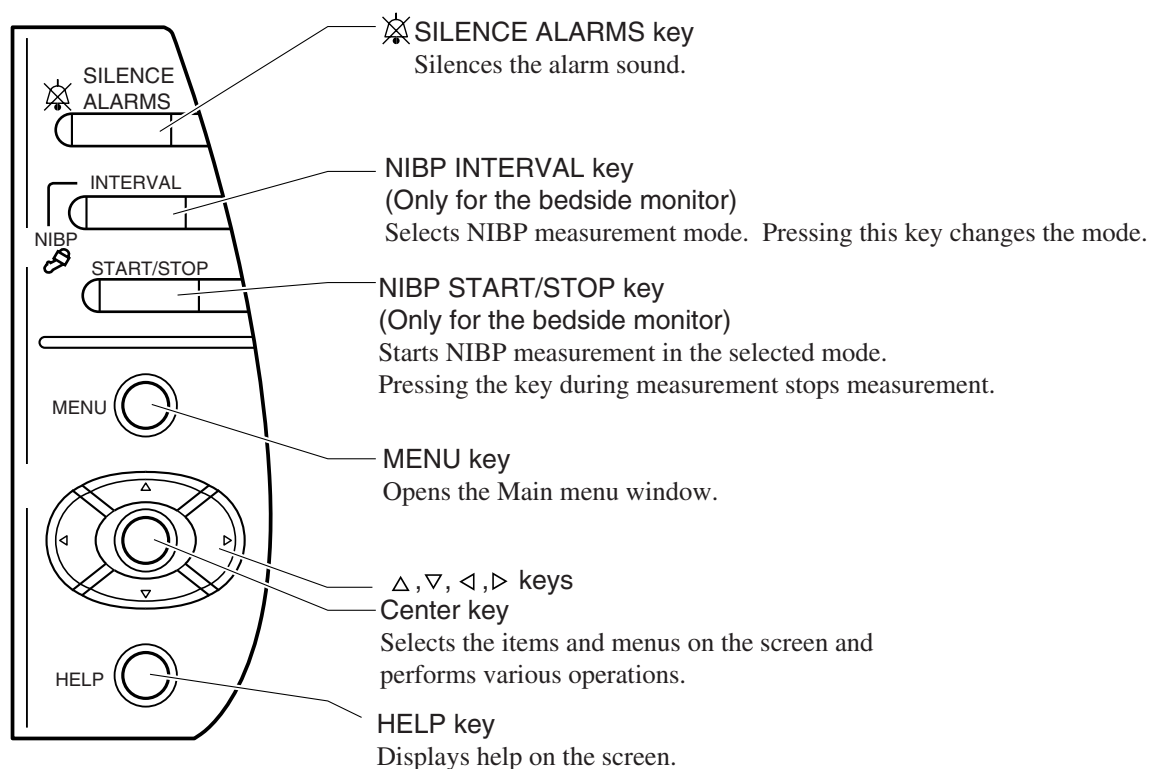 SILENCE
ALARMS
INTERVAL
NIBP
START/STOP
MENU
HELP
SILENCE ALARMS key
Silences the alarm sound.
NIBP INTERVAL key
(Only for the bedside monitor)
Selects NIBP measurement mode. Pressing this key changes the mode.
NIBP START/STOP key
(Only for the bedside monitor)
Starts NIBP measurement in the selected mode.
Pressing the key during measurement stops measurement.
MENU key
Opens the Main menu window.
△,▽,◁,▷ keys
Center key
Selects the items and menus on the screen and
performs various operations.
HELP key
Displays help on the screen.